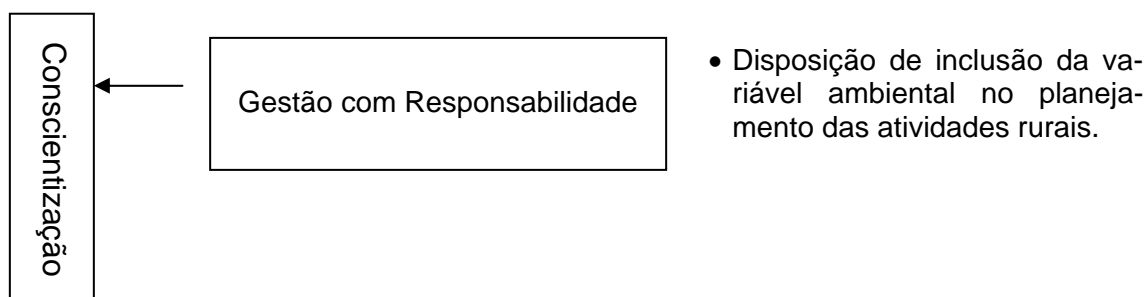 Conscientização
Gestão com Responsabilidade
• Disposição de inclusão da va-
riável ambiental no planeja-
mento das atividades rurais.